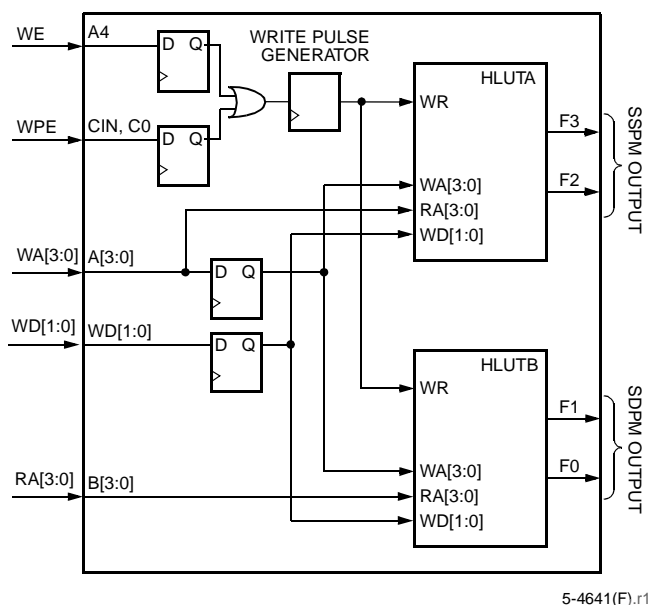 WE
A4
D Q
WRITE PULSE
GENERATOR
HLUTA
WR
WPE
CIN, C0
D Q
F3
F2
SSPM OUTPUT
WA[3:0]
RA[3:0]
WD[1:0]
WA[3:0]
A[3:0]
D Q
WD[1:0]
WD[1:0]
D Q
HLUTB
WR
F1
F0
SDPM OUTPUT
WA[3:0]
RA[3:0]
WD[1:0]
RA[3:0]
B[3:0]
5-4641(F).r1